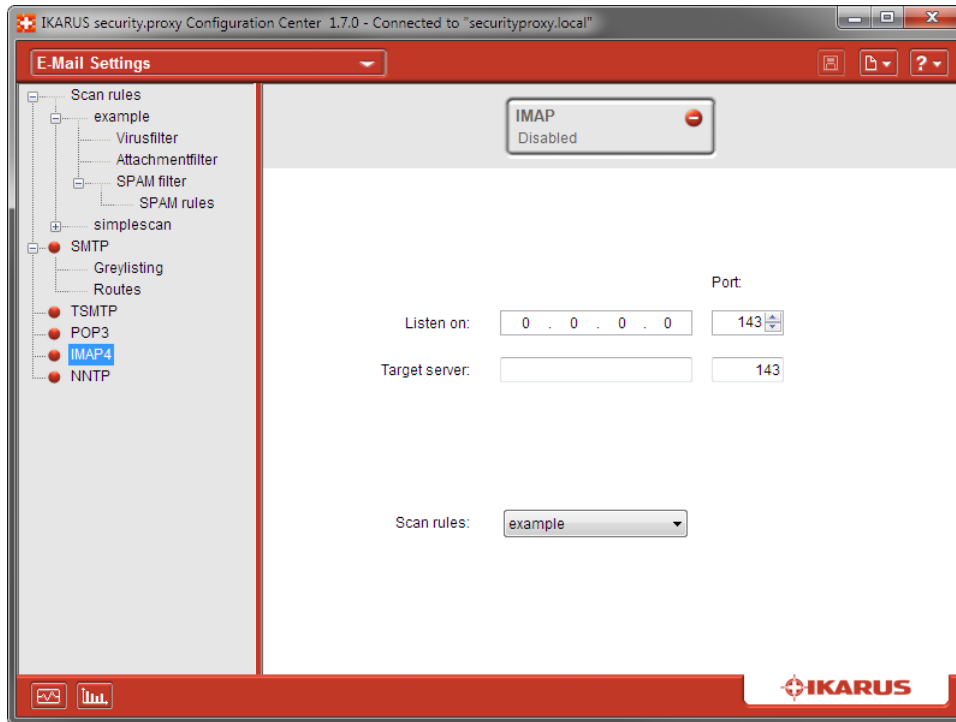 IKARUS security.proxy Configuration Center 1.7.0 - Connected to "securityproxy.local"
E-Mail Settings
?
Scan rules
example
Virusfilter
Attachmentfilter
SPAM filter
SPAM rules
simplescan
SMTP
Greylisting
Routes
TSMTP
POP3
IMAP4
NNTP
IMAP
Disabled
Port:
Listen on: 0 . 0 . 0 . 0 143
Target server: 143
Scan rules: example
IKARUS